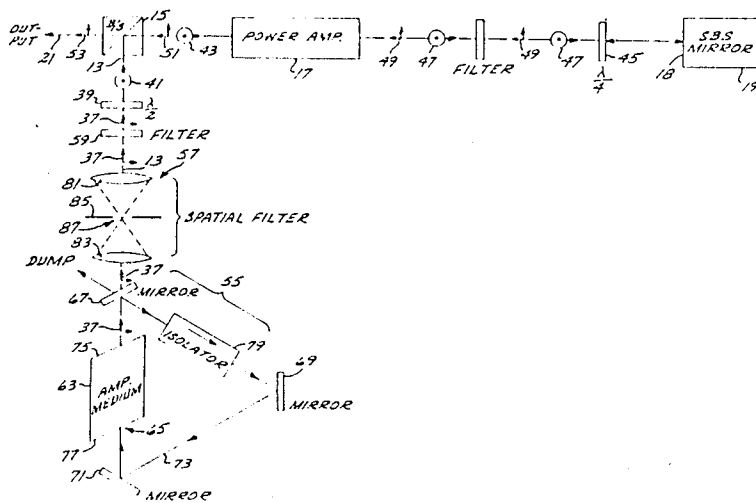 OUT-
PUT
21
53
B/S
15
13
51
43
POWER AMP.
17
49
47
FILTER
49
47
45
λ/4
18
S.B.S
MIRROR
19
41
39
λ/2
37
59
FILTER
37
13
57
81
85
87
SPATIAL FILTER
83
DUMP
37
MIRROR
67
55
37
75
ISOLATOR
79
69
63
AMP.
MEDIUM
MIRROR
77
65
71
73
MIRROR